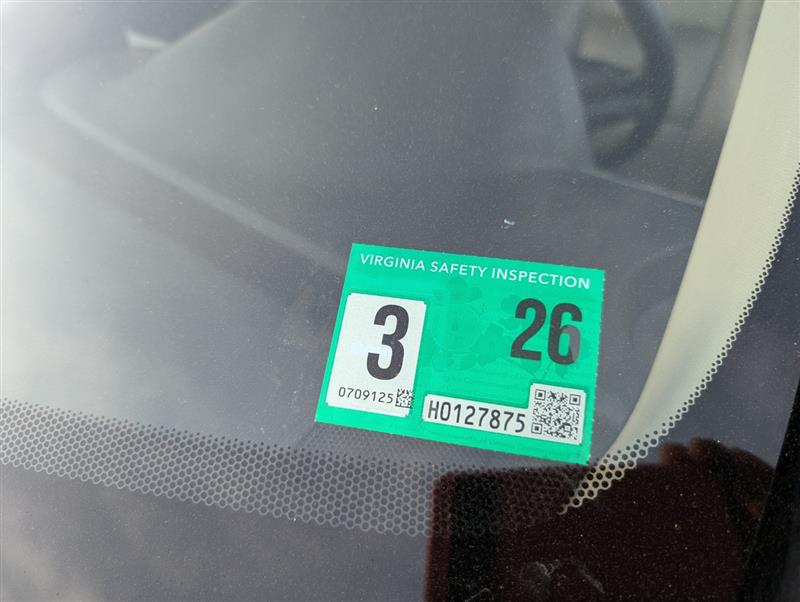 VIRGINIA SAFETY INSPECTION
3
26
0709125
H0127875